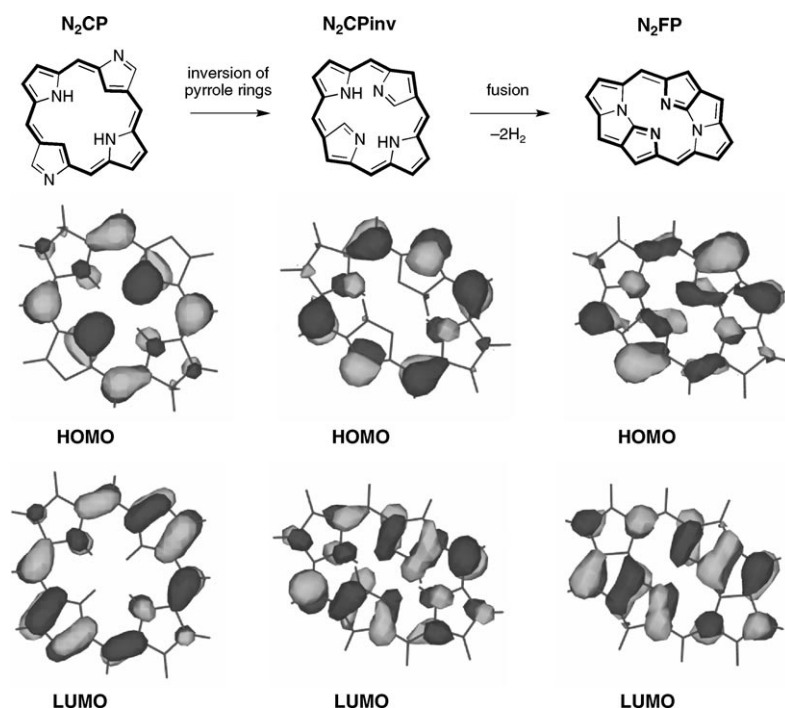 N₂CP
N₂CPinv
N₂FP
inversion of
pyrrole rings
fusion
–2H₂
N
NH
HN
N
NH
N
N
HN
N
N
N
N
HOMO
HOMO
HOMO
LUMO
LUMO
LUMO